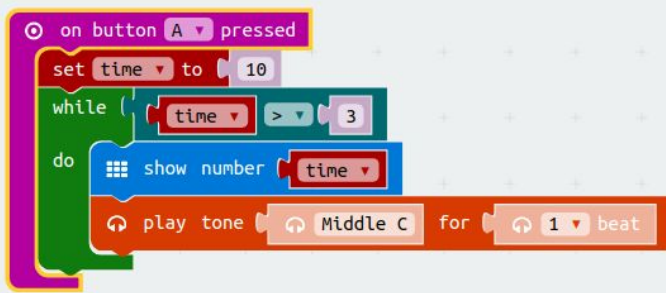 on button A pressed
set time to 10
while time > 3
do show number time
play tone Middle C for 1 beat